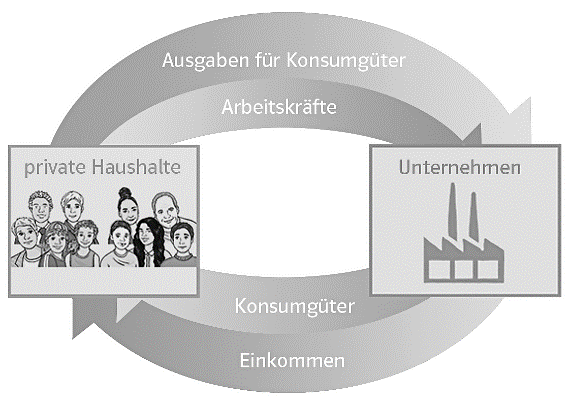 Ausgaben für Konsumgüter
Arbeitskräfte
private Haushalte
Unternehmen
Konsumgüter
Einkommen